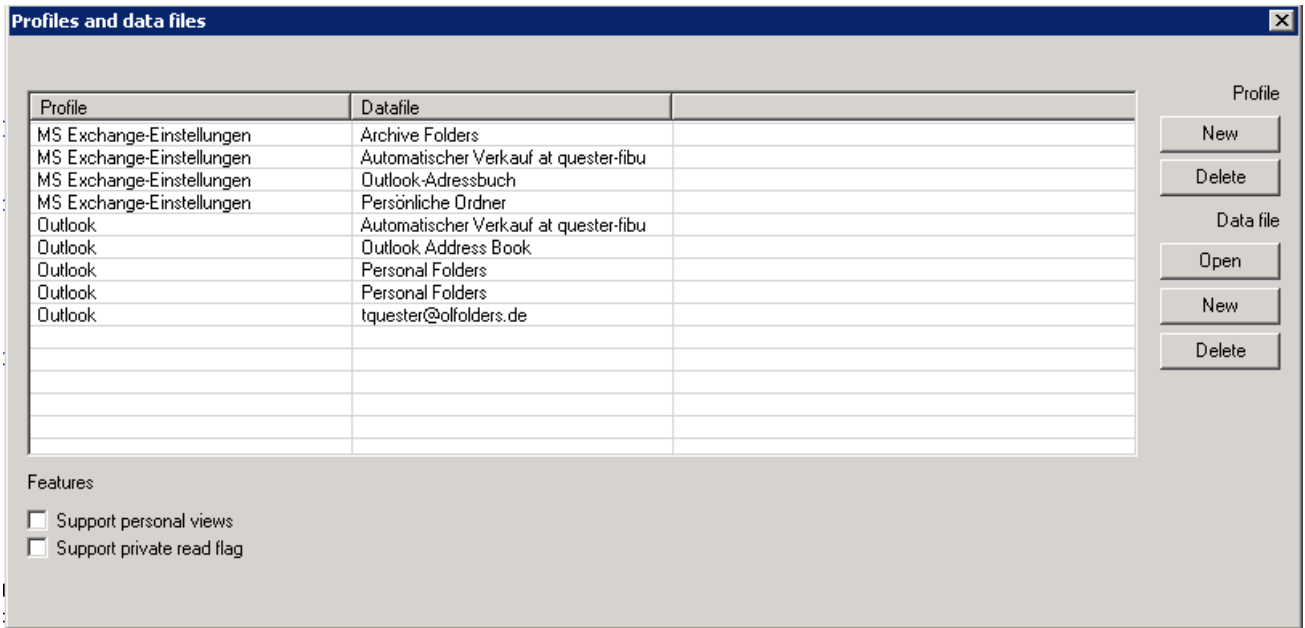 Profiles and data files
Profile
Profile Datafile
New
MS Exchange-Einstellungen Archive Folders
MS Exchange-Einstellungen Automatischer Verkauf at quester-fibu
MS Exchange-Einstellungen Outlook-Adressbuch
Delete
MS Exchange-Einstellungen Persönliche Ordner
Outlook Automatischer Verkauf at quester-fibu
Data file
Outlook Outlook Address Book
Outlook Personal Folders
Open
Outlook Personal Folders
Outlook tquester@olfolders.de
New
Delete
Features
Support personal views
Support private read flag